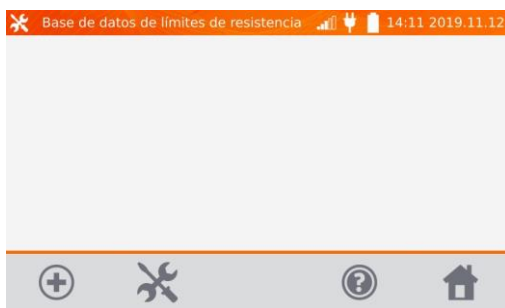 Base de datos de límites de resistencia 14:11 2019.11.12